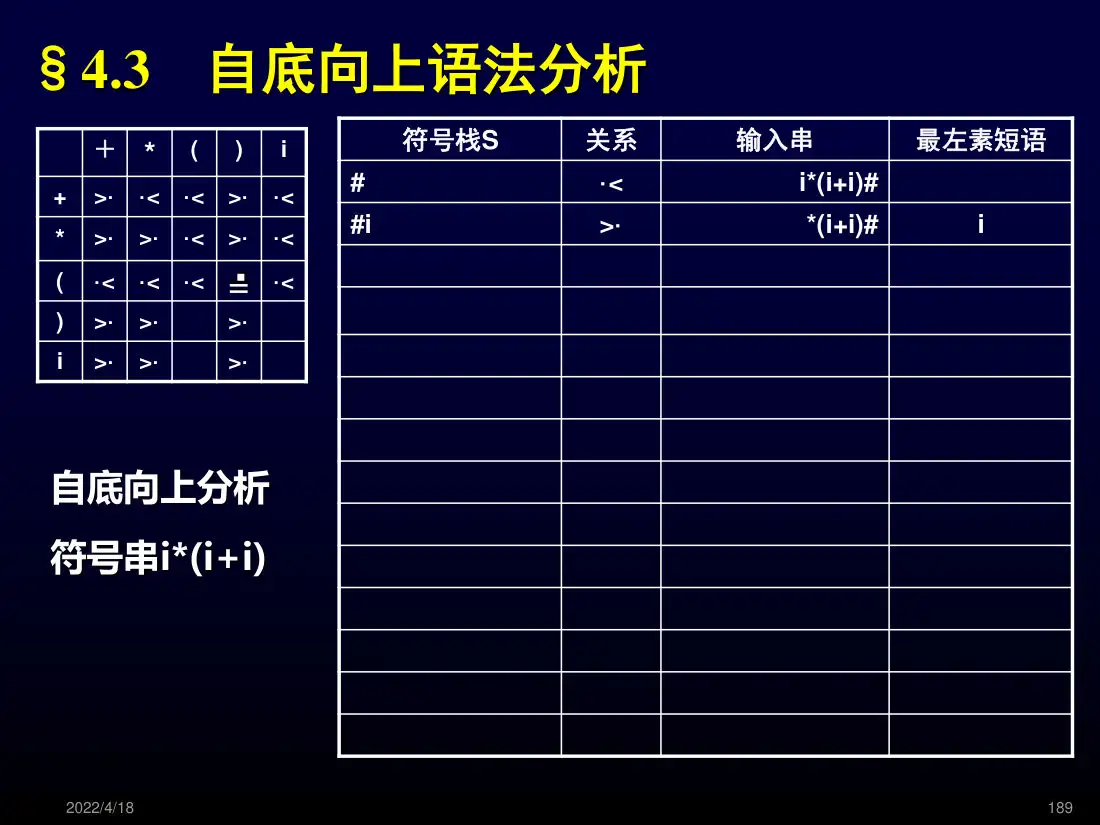 §4.3 自底向上语法分析
＋ * ( ) i
+ >· ·< ·< >· ·<
* >· >· ·< >· ·<
( ·< ·< ·< ≐ ·<
) >· >· >·
i >· >· >·
自底向上分析
符号串i*(i+i)
符号栈S 关系 输入串 最左素短语
# ·< i*(i+i)#
#i >· *(i+i)# i
2022/4/18
189